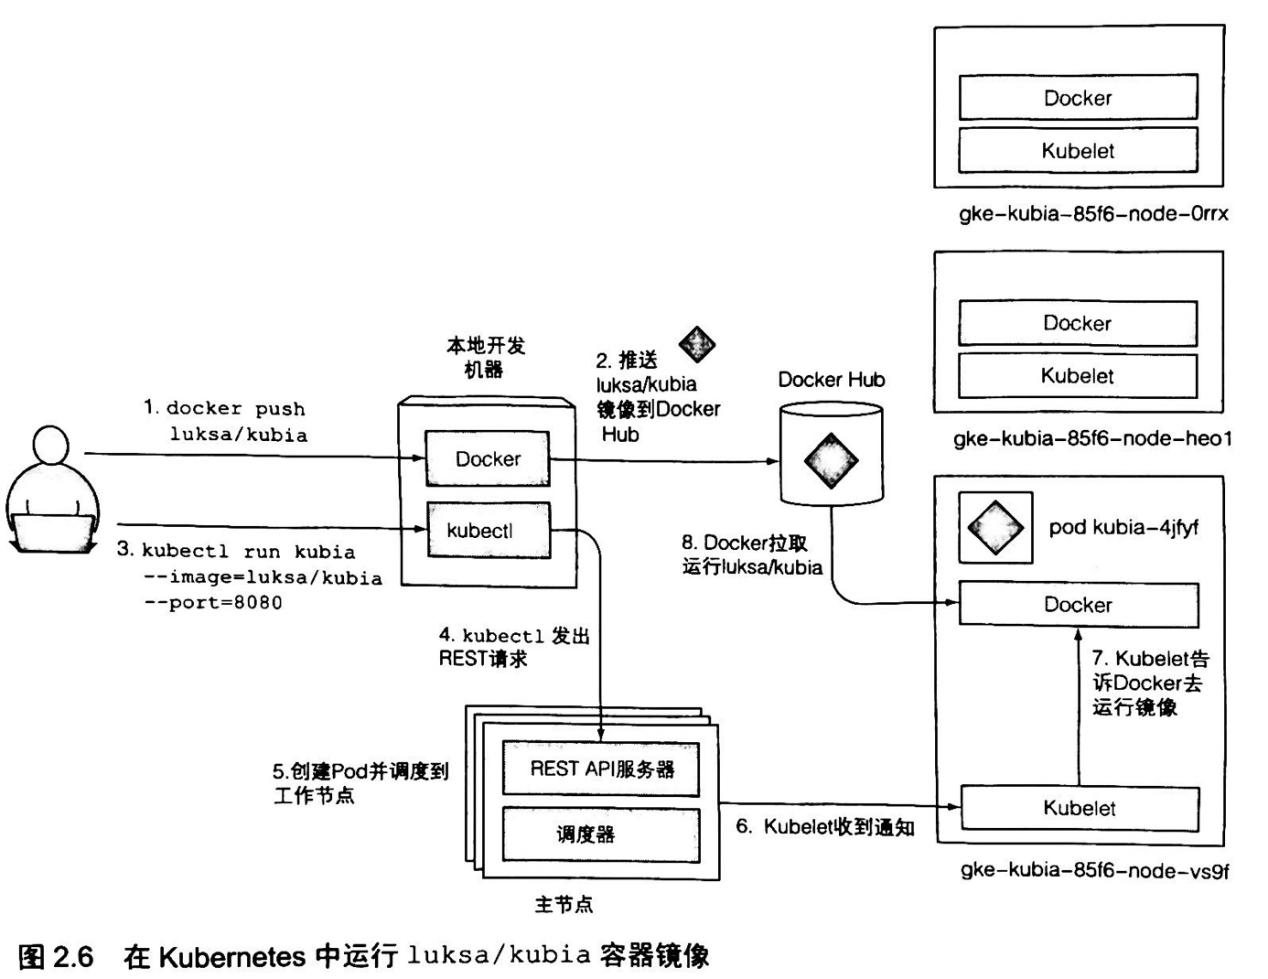 Docker
Kubelet
gke-kubia-85f6-node-0rrx
Docker
Kubelet
gke-kubia-85f6-node-heo1
本地开发
机器
2. 推送
luksa/kubia
镜像到Docker
Hub
Docker Hub
1. docker push
luksa/kubia
Docker
kubectl
3. kubectl run kubia
--image=luksa/kubia
--port=8080
8. Docker拉取
运行luksa/kubia
pod kubia-4jfyf
Docker
4. kubectl 发出
REST请求
7. Kubelet告
诉Docker去
运行镜像
5.创建Pod并调度到
工作节点
REST API服务器
调度器
主节点
6. Kubelet收到通知
Kubelet
gke-kubia-85f6-node-vs9f
图 2.6 在 Kubernetes 中运行 luksa/kubia 容器镜像